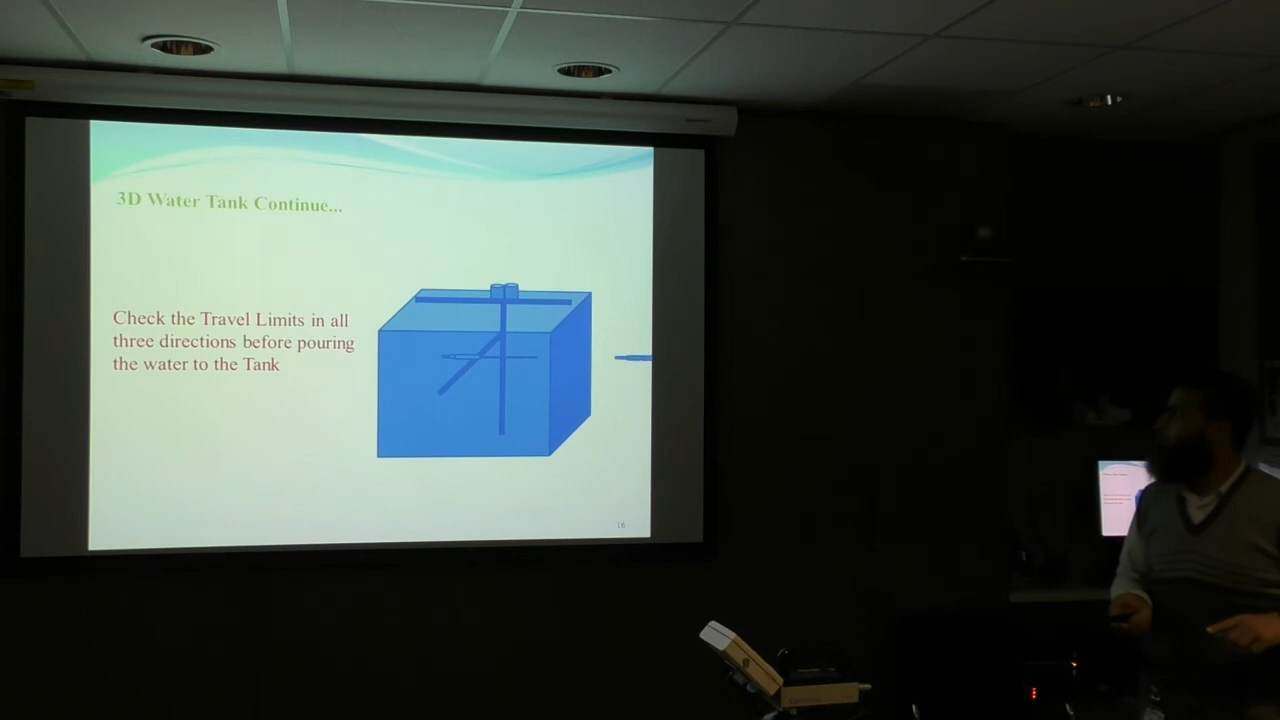 3D Water Tank Continue...
Check the Travel Limits in all
three directions before pouring
the water to the Tank
16